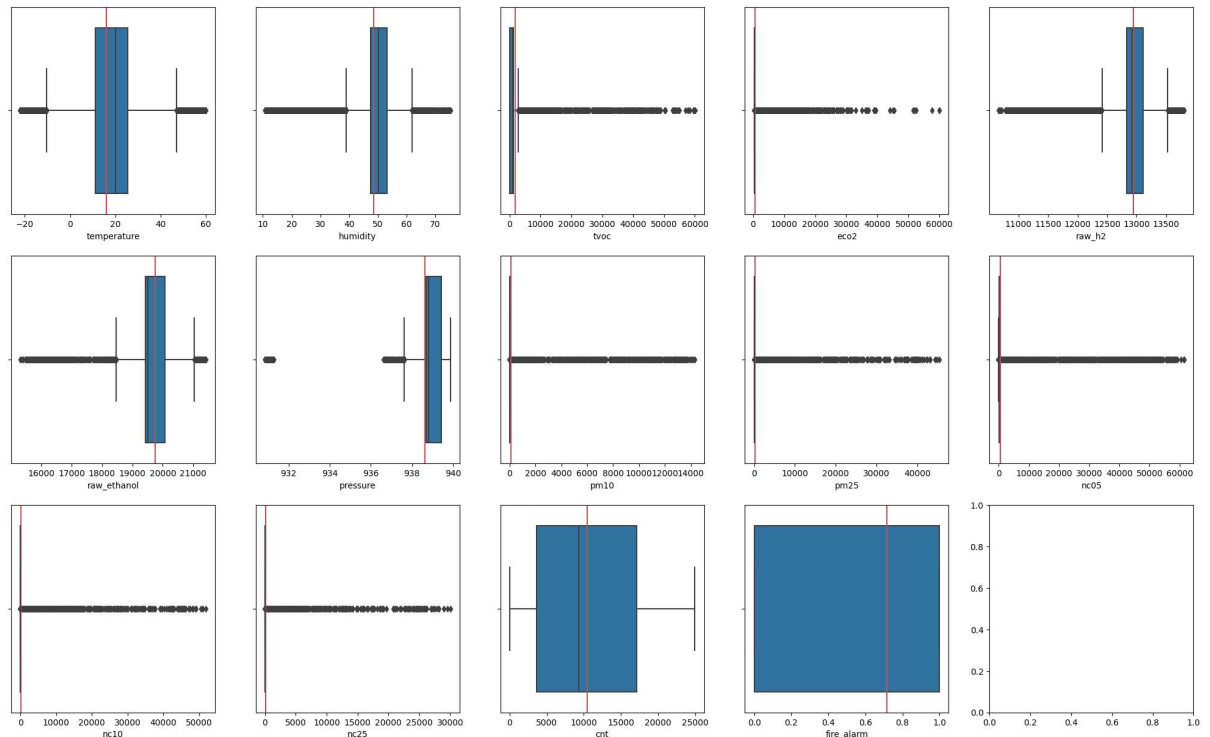 −20 0 20 40 60
temperature
10 20 30 40 50 60 70
humidity
0 10000 20000 30000 40000 50000 60000
tvoc
0 10000 20000 30000 40000 50000 60000
eco2
11000 11500 12000 12500 13000 13500
raw_h2
16000 17000 18000 19000 20000 21000
raw_ethanol
932 934 936 938 940
pressure
0 2000 4000 6000 8000 10000 12000 14000
pm10
0 10000 20000 30000 40000
pm25
0 10000 20000 30000 40000 50000 60000
nc05
0 10000 20000 30000 40000 50000
nc10
0 5000 10000 15000 20000 25000 30000
nc25
0 5000 10000 15000 20000 25000
cnt
0.0 0.2 0.4 0.6 0.8 1.0
fire_alarm
1.0
0.8
0.6
0.4
0.2
0.0
0.0 0.2 0.4 0.6 0.8 1.0